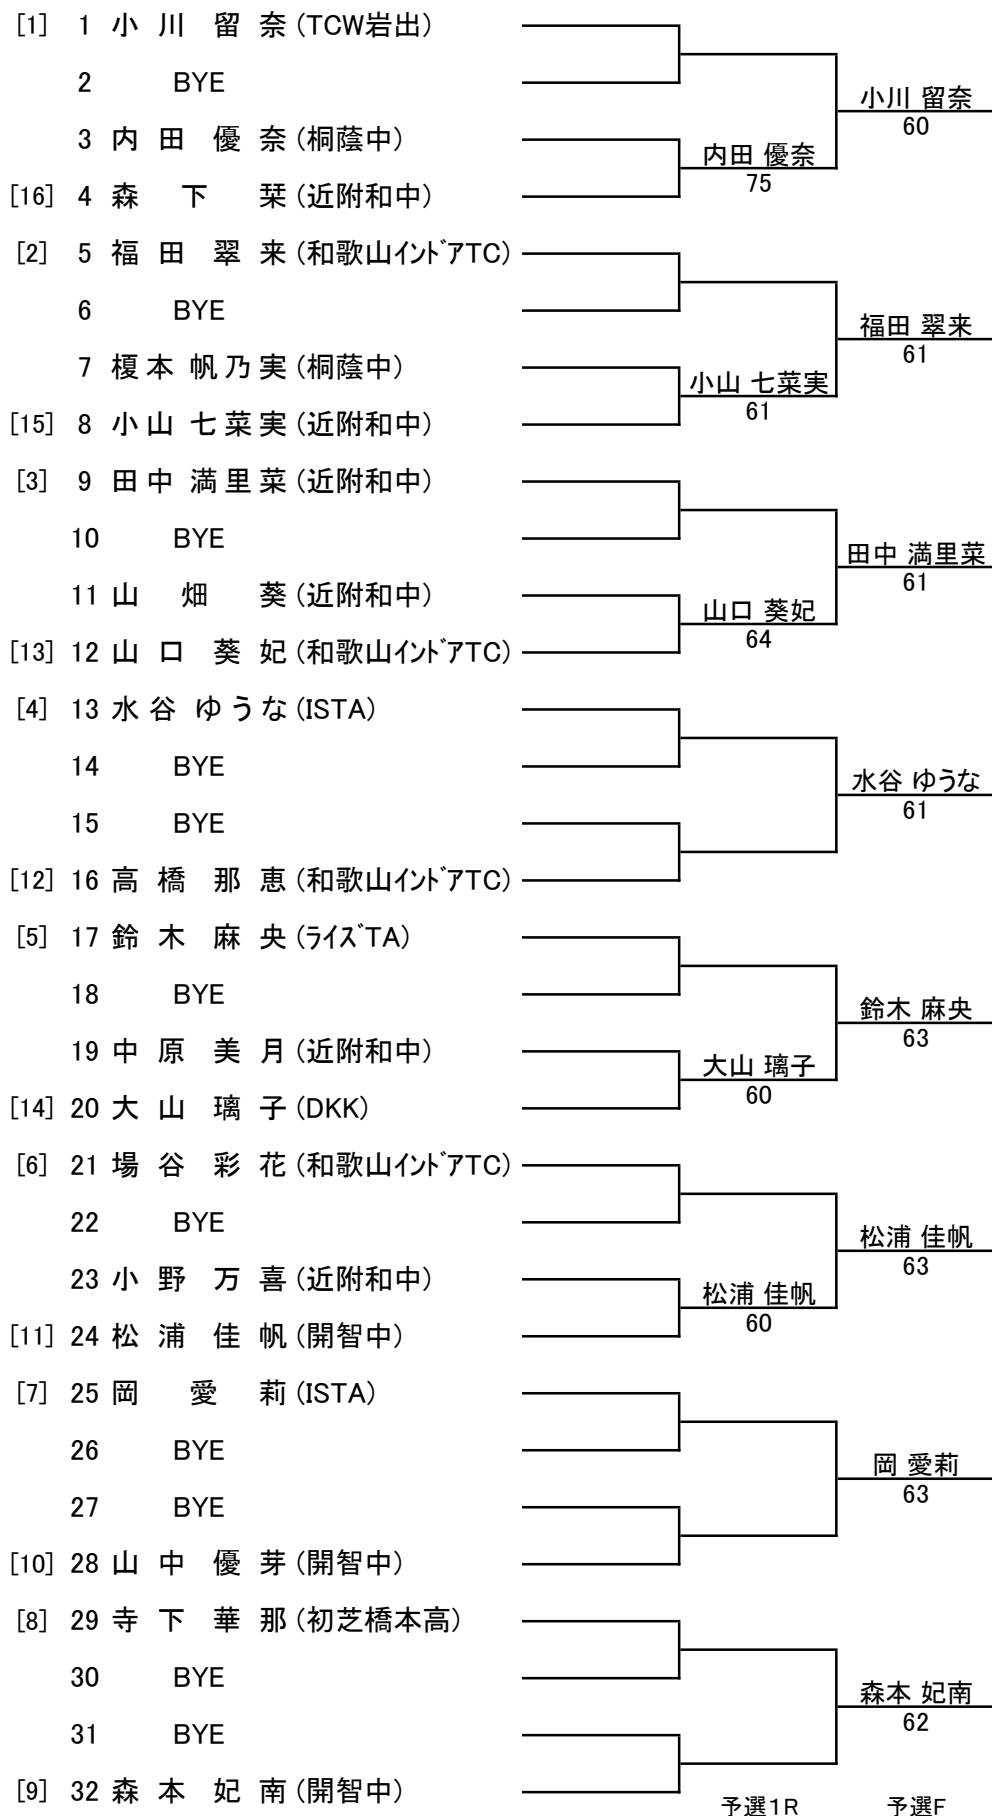 [1] 1 小 川 留 奈 (TCW岩出)
2 BYE
小川 留奈
60
3 内 田 優 奈 (桐蔭中)
内田 優奈
75
[16] 4 森 下 栞 (近附和中)
[2] 5 福 田 翠 来 (和歌山インドアTC)
6 BYE
福田 翠来
61
7 榎 本 帆 乃 実 (桐蔭中)
小山 七菜実
61
[15] 8 小 山 七 菜 実 (近附和中)
[3] 9 田 中 満 里 菜 (近附和中)
10 BYE
田中 満里菜
61
11 山 畑 葵 (近附和中)
山口 葵妃
64
[13] 12 山 口 葵 妃 (和歌山インドアTC)
[4] 13 水 谷 ゆ う な (ISTA)
14 BYE
水谷 ゆうな
61
15 BYE
[12] 16 高 橋 那 恵 (和歌山インドアTC)
[5] 17 鈴 木 麻 央 (ライズTA)
18 BYE
鈴木 麻央
63
19 中 原 美 月 (近附和中)
大山 璃子
60
[14] 20 大 山 璃 子 (DKK)
[6] 21 場 谷 彩 花 (和歌山インドアTC)
22 BYE
松浦 佳帆
63
23 小 野 万 喜 (近附和中)
松浦 佳帆
60
[11] 24 松 浦 佳 帆 (開智中)
[7] 25 岡 愛 莉 (ISTA)
26 BYE
岡 愛莉
63
27 BYE
[10] 28 山 中 優 芽 (開智中)
[8] 29 寺 下 華 那 (初芝橋本高)
30 BYE
森本 妃南
62
31 BYE
[9] 32 森 本 妃 南 (開智中)
予選1R 予選F